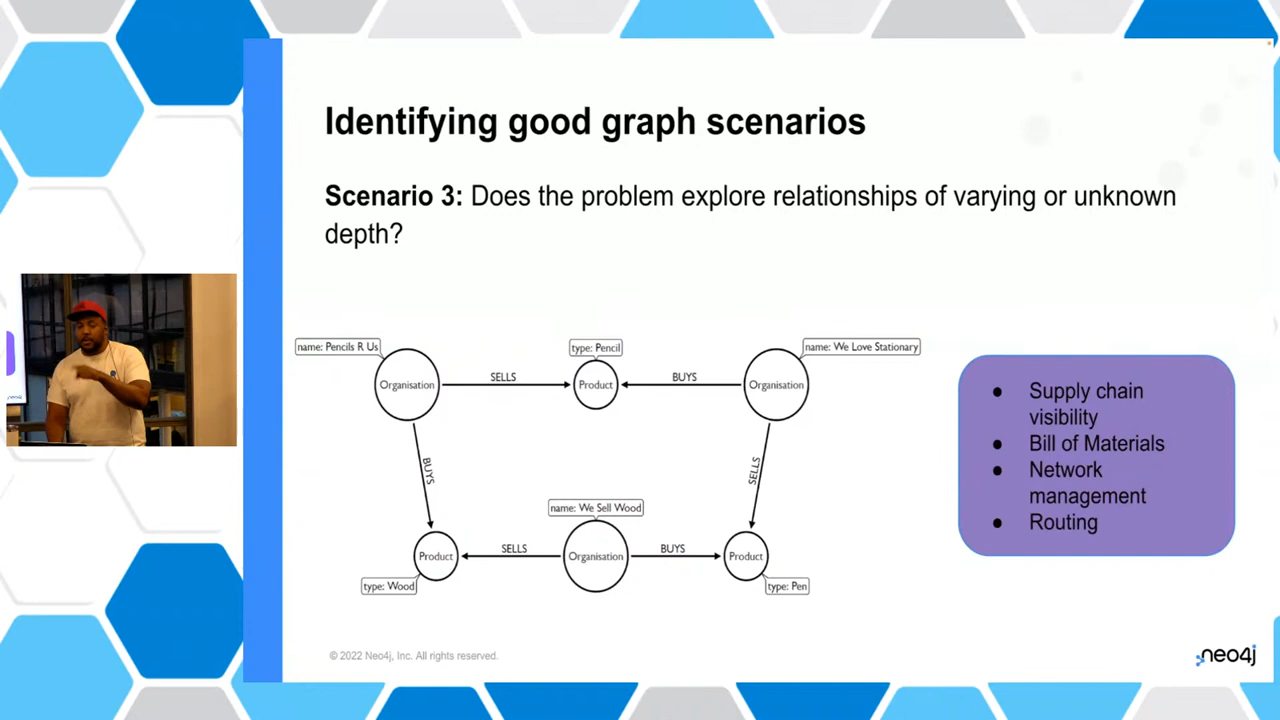 Identifying good graph scenarios
Scenario 3: Does the problem explore relationships of varying or unknown
depth?
name: Pencils R Us
type: Pencil
name: We Love Stationary
Organisation
SELLS
Product
BUYS
Organisation
BUYS
SELLS
name: We Sell Wood
Product
SELLS
Organisation
BUYS
Product
type: Wood
type: Pen
● Supply chain
visibility
● Bill of Materials
● Network
management
● Routing
© 2022 Neo4j, Inc. All rights reserved.
neo4j